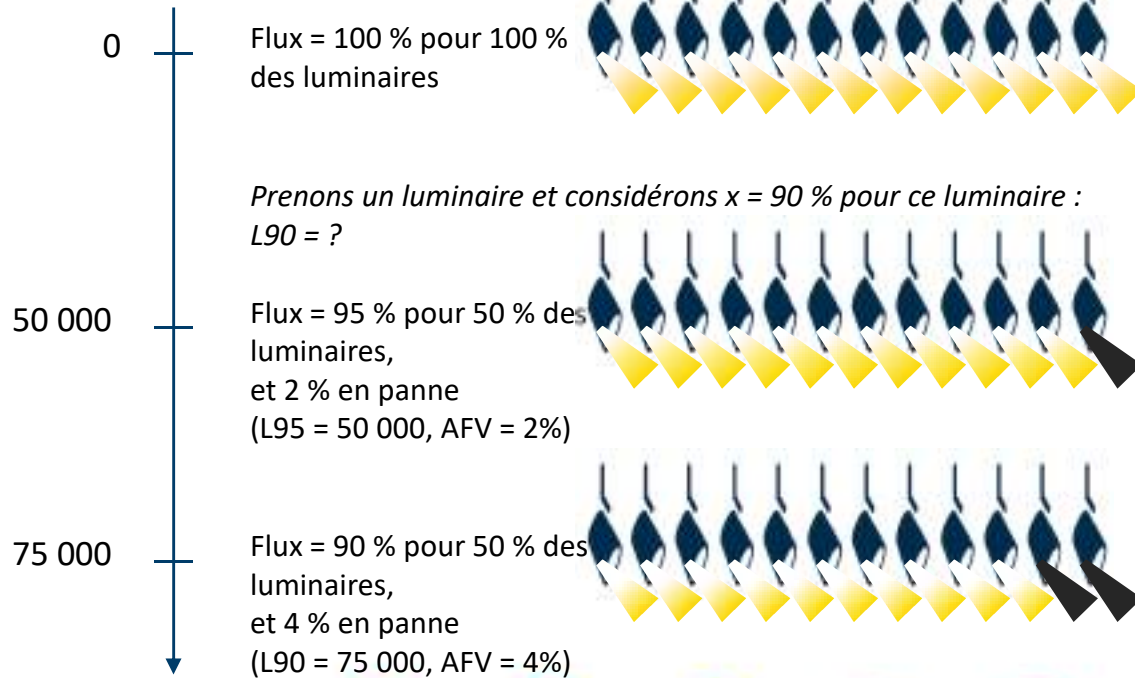 0
Flux = 100 % pour 100 %
des luminaires
Prenons un luminaire et considérons x = 90 % pour ce luminaire :
L90 = ?
50 000
Flux = 95 % pour 50 % des
luminaires,
et 2 % en panne
(L95 = 50 000, AFV = 2%)
75 000
Flux = 90 % pour 50 % des
luminaires,
et 4 % en panne
(L90 = 75 000, AFV = 4%)